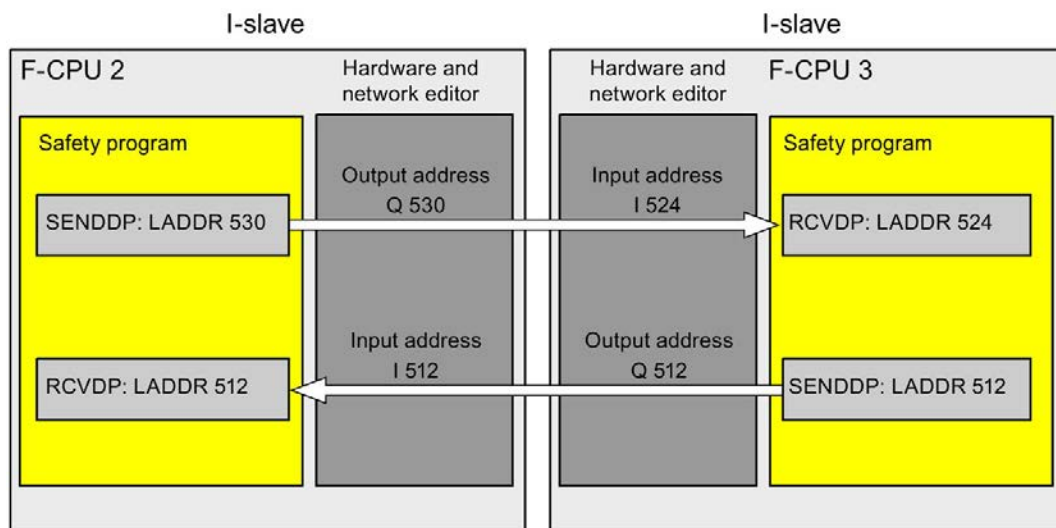 I-slave
F-CPU 2
Hardware and
network editor
Safety program
Output address
Q 530
SENDDP: LADDR 530
Input address
I 512
RCVDP: LADDR 512
I-slave
Hardware and
network editor
F-CPU 3
Input address
I 524
Safety program
RCVDP: LADDR 524
Output address
Q 512
SENDDP: LADDR 512